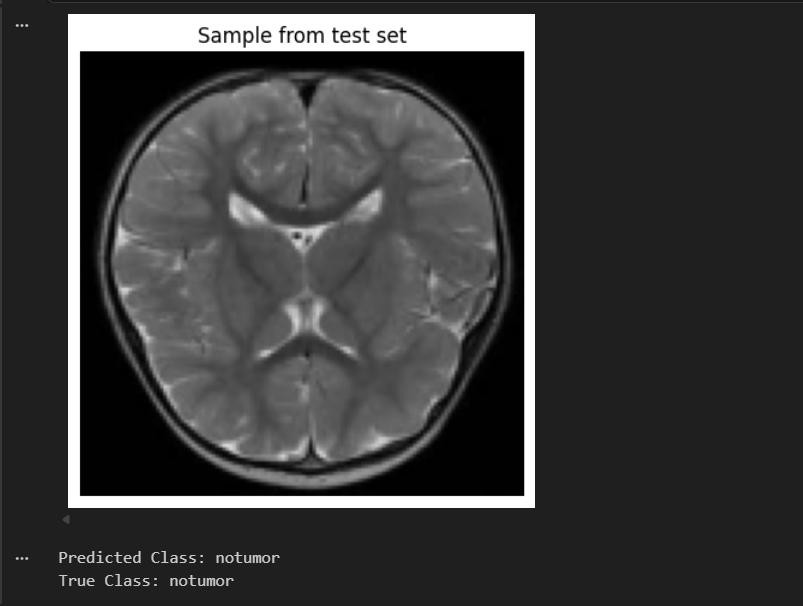 Sample from test set
Predicted Class: notumor
True Class: notumor